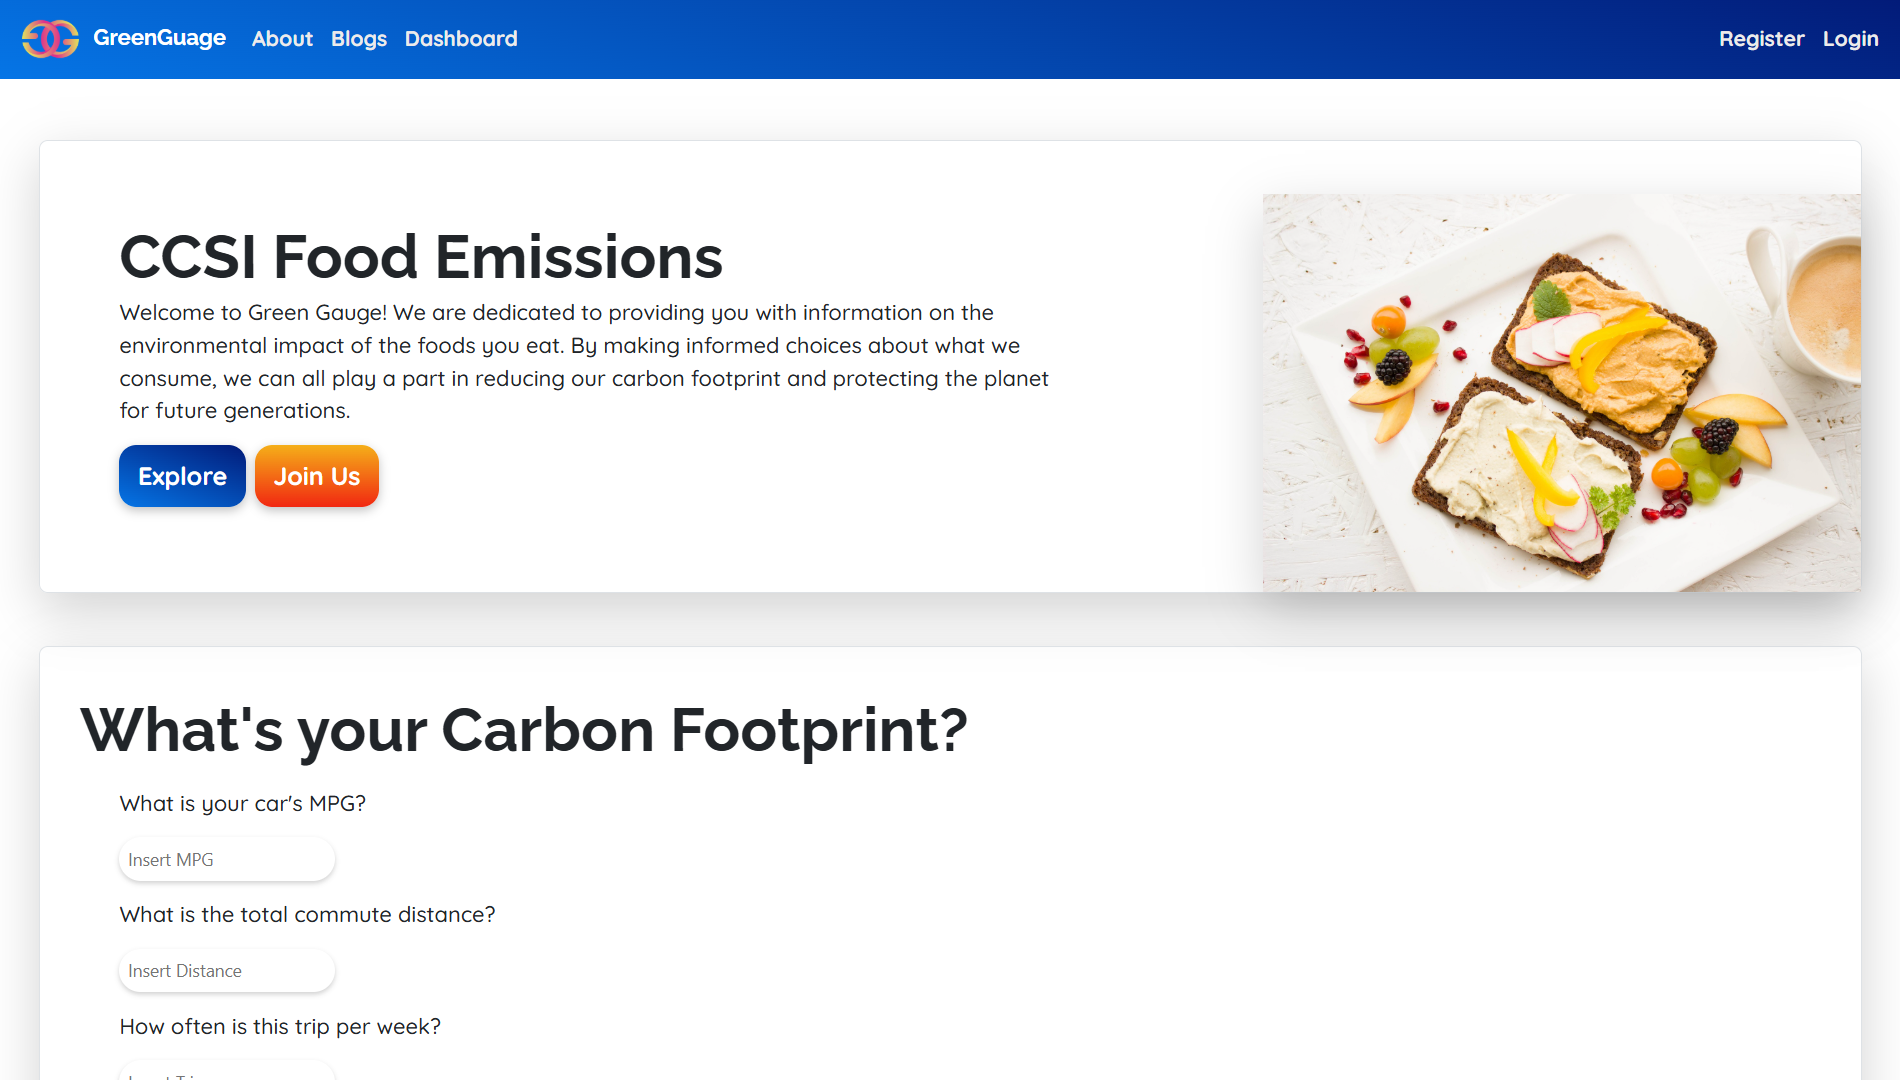 GreenGuage About Blogs Dashboard Register Login
CCSI Food Emissions
Welcome to Green Gauge! We are dedicated to providing you with information on the
environmental impact of the foods you eat. By making informed choices about what we
consume, we can all play a part in reducing our carbon footprint and protecting the planet
for future generations.
Explore Join Us
What's your Carbon Footprint?
What is your car's MPG?
Insert MPG
What is the total commute distance?
Insert Distance
How often is this trip per week?